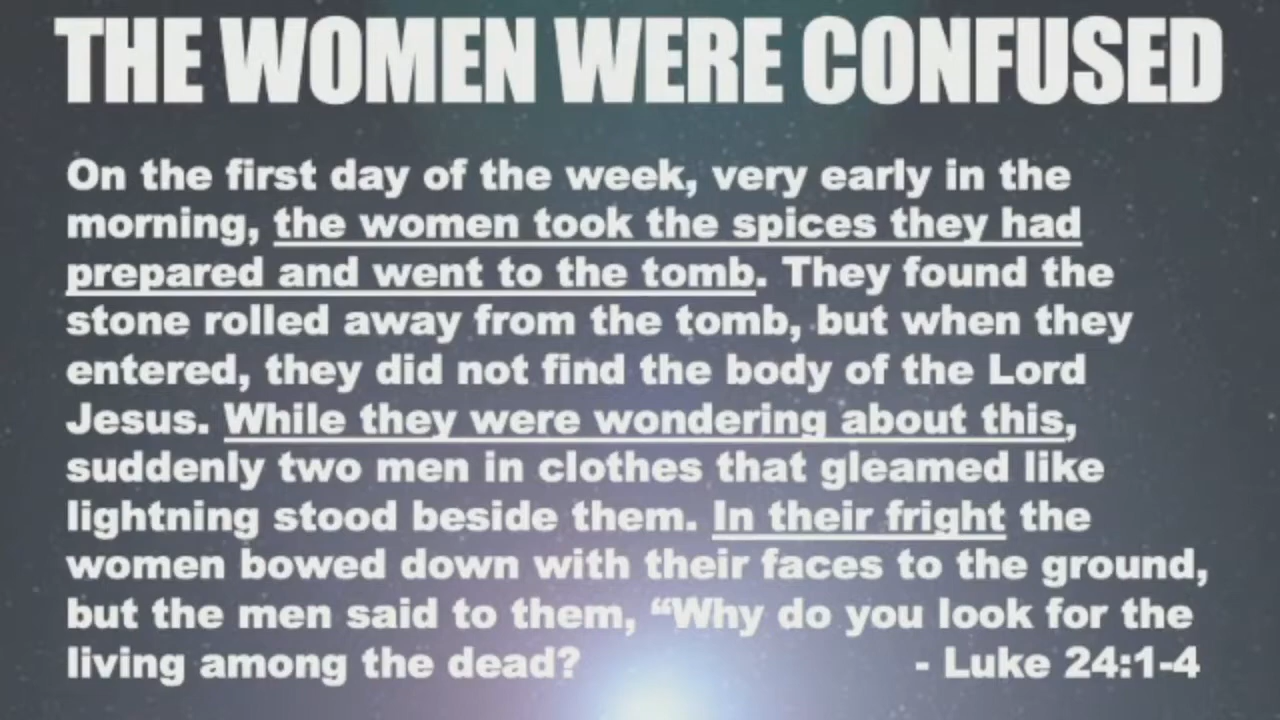 THE WOMEN WERE CONFUSED
On the first day of the week, very early in the
morning, the women took the spices they had
prepared and went to the tomb. They found the
stone rolled away from the tomb, but when they
entered, they did not find the body of the Lord
Jesus. While they were wondering about this,
suddenly two men in clothes that gleamed like
lightning stood beside them. In their fright the
women bowed down with their faces to the ground,
but the men said to them, “Why do you look for the
living among the dead? - Luke 24:1-4